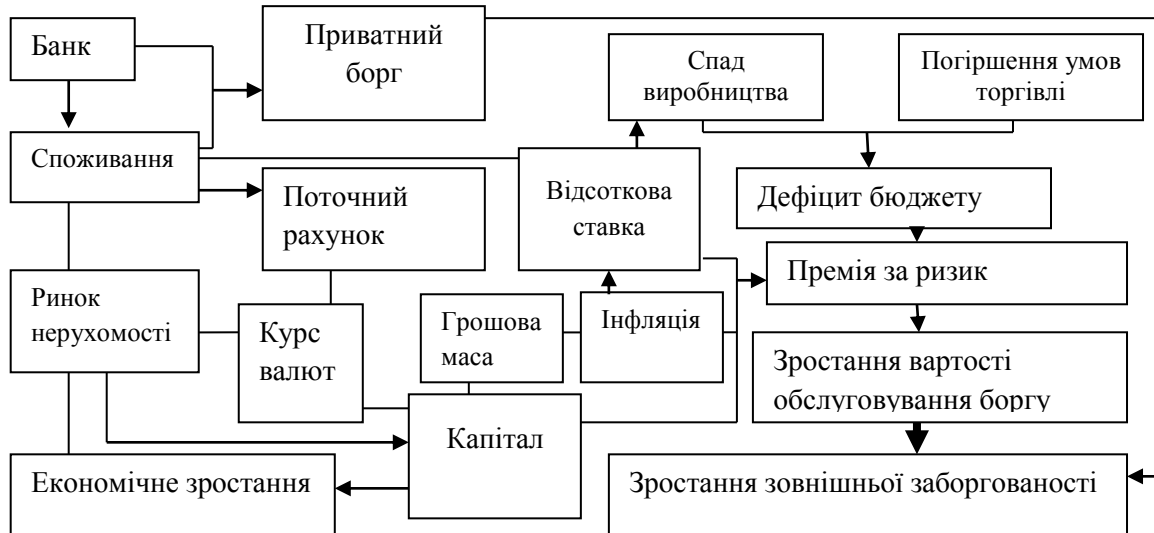 Банк
Приватний
борг
Спад
виробництва
Погіршення умов
торгівлі
Споживання
Поточний
рахунок
Відсоткова
ставка
Дефіцит бюджету
Премія за ризик
Ринок
нерухомості
Курс
валют
Грошова
маса
Інфляція
Зростання вартості
обслуговування боргу
Капітал
Економічне зростання
Зростання зовнішньої заборгованості